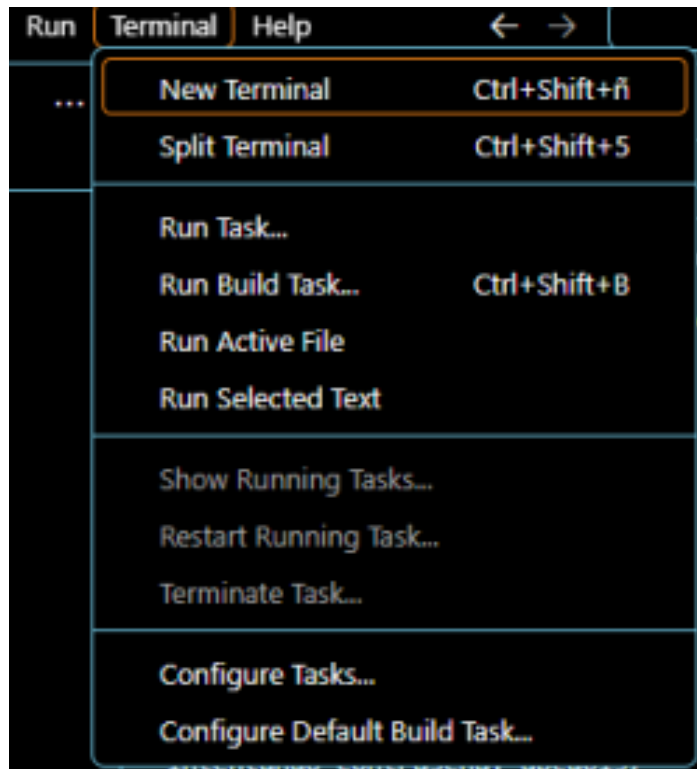 Run Terminal Help
New Terminal Ctrl+Shift+ñ
Split Terminal Ctrl+Shift+5
Run Task...
Run Build Task... Ctrl+Shift+B
Run Active File
Run Selected Text
Show Running Tasks...
Restart Running Task...
Terminate Task...
Configure Tasks...
Configure Default Build Task...